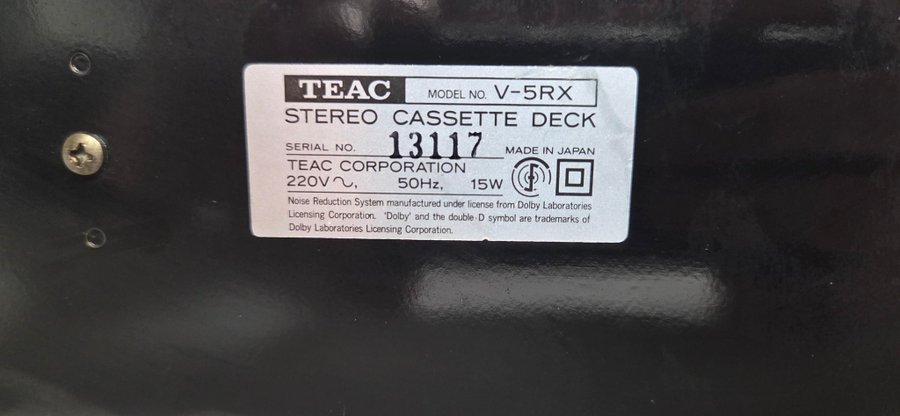 TEAC MODEL NO. V-5RX
STEREO CASSETTE DECK
SERIAL NO. 13117 MADE IN JAPAN
TEAC CORPORATION
220V～, 50Hz, 15W
Noise Reduction System manufactured under license from Dolby Laboratories
Licensing Corporation. 'Dolby' and the double-D symbol are trademarks of
Dolby Laboratories Licensing Corporation.